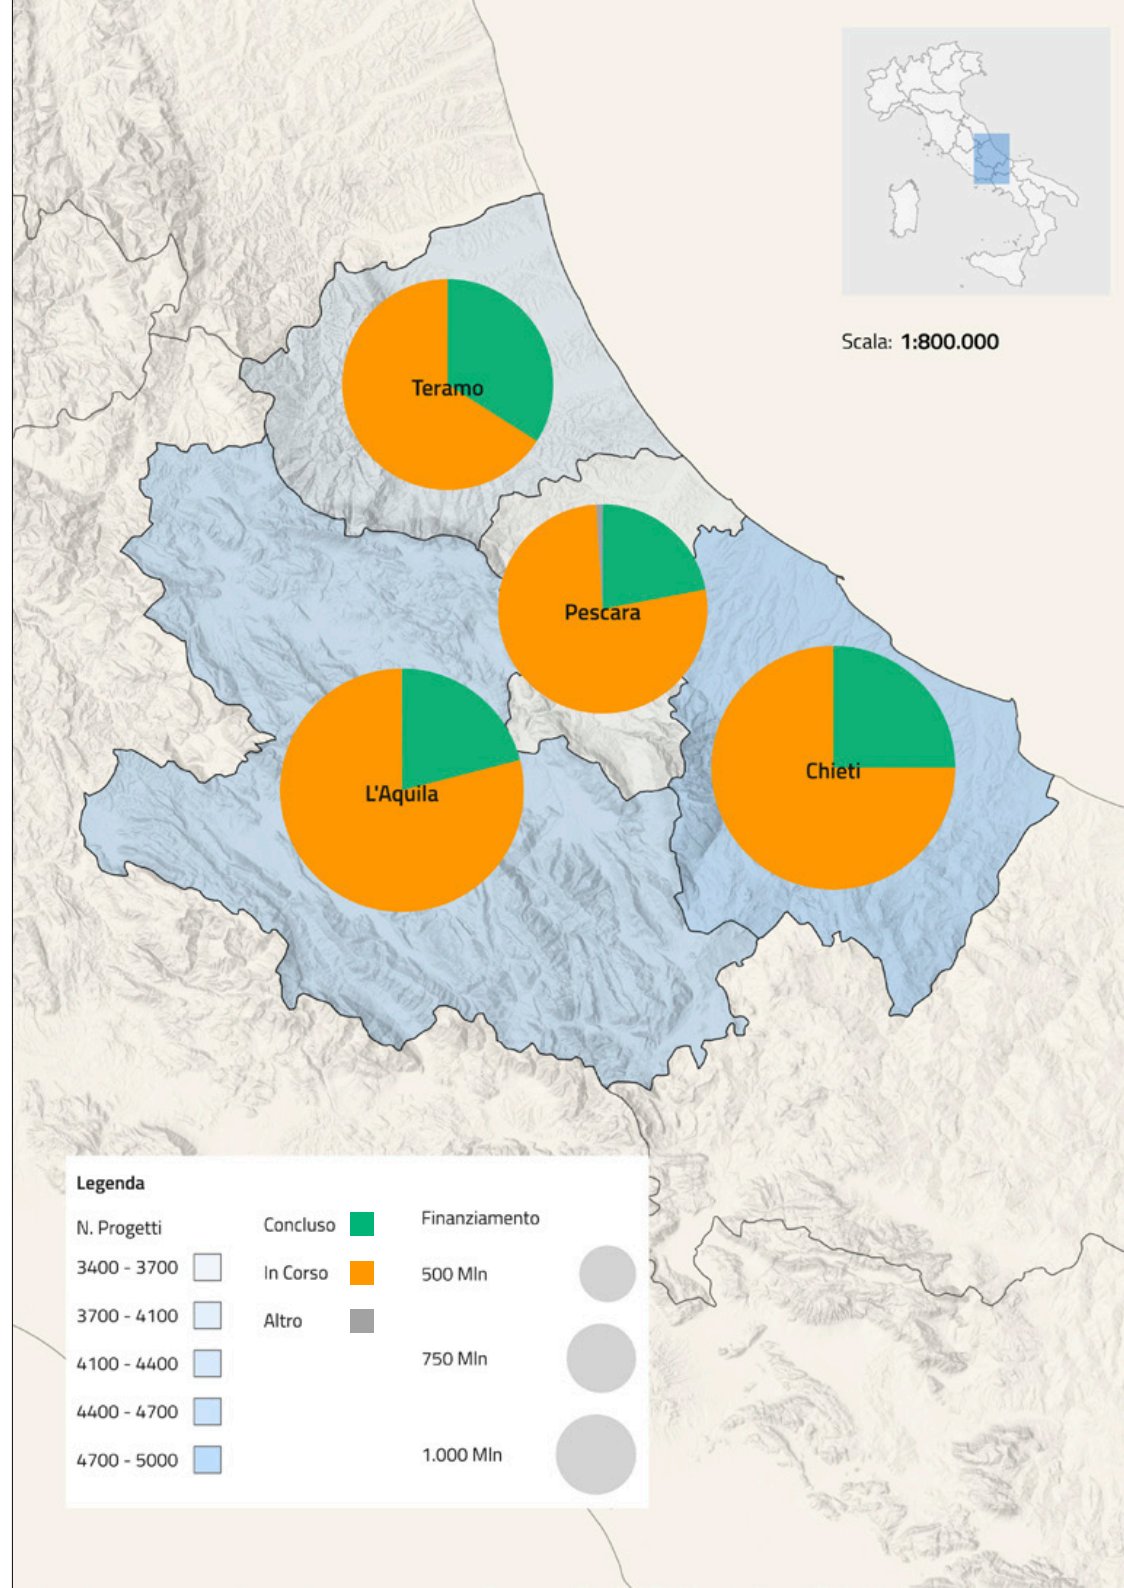 Scala: 1:800.000
Teramo
Pescara
Chieti
L'Aquila
Legenda
N. Progetti
3400 - 3700
3700 - 4100
4100 - 4400
4400 - 4700
4700 - 5000
Concluso
In Corso
Altro
Finanziamento
500 Mln
750 Mln
1.000 Mln